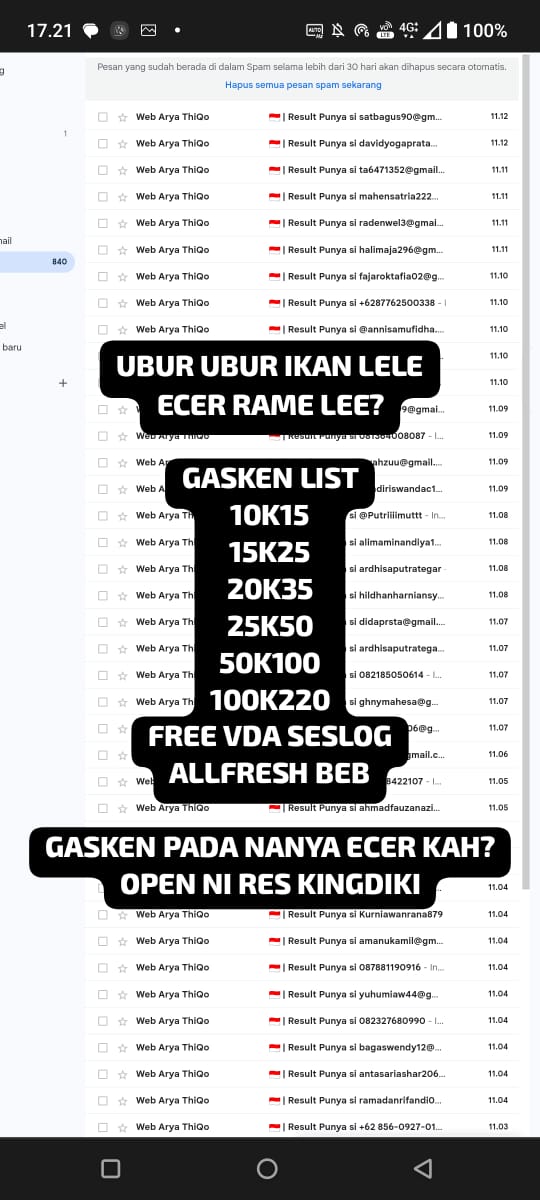 17.21
VO))
LTE
4G
100%
g
Pesan yang sudah berada di dalam Spam selama lebih dari 30 hari akan dihapus secara otomatis.
Hapus semua pesan spam sekarang
Web Arya ThiQo | Result Punya si satbagus90@gm... 11.12
1
Web Arya ThiQo | Result Punya si davidyogaprata... 11.12
Web Arya ThiQo | Result Punya si ta6471352@gmail... 11.11
Web Arya ThiQo | Result Punya si mahensatria222... 11.11
Web Arya ThiQo | Result Punya si radenwel3@gmai... 11.11
ail
Web Arya ThiQo | Result Punya si halimaja296@gm... 11.11
840
Web Arya ThiQo | Result Punya si fajaroktafia02@g... 11.10
Web Arya ThiQo | Result Punya si +6287762500338 - I 11.10
el
Web Arya ThiQo | Result Punya si @annisamufidha... 11.10
baru
11.10
UBUR UBUR IKAN LELE
+
11.10
ECER RAME LEE?
9@gmai... 11.09
Web Arya ThiQo | Result Punya si 081364008087 - I... 11.09
Web Ar ahzuu@gmail.... 11.09
GASKEN LIST
Web A diriswandac1... 11.09
10K15
Web Arya Th si @Putriiiimuttt - In... 11.08
15K25
Web Arya Th si alimaminandiya1... 11.08
Web Arya Th si ardhisaputrategar 11.08
20K35
Web Arya Th si hildhanharniansy... 11.08
25K50
Web Arya Th si didaprsta@gmail.... 11.07
Web Arya Th si ardhisaputratega... 11.07
50K100
Web Arya Th si 082185050614 - I... 11.07
100K220
Web Arya Th si ghnymahesa@g... 11.07
FREE VDA SESLOG
06@g... 11.07
gmail.c... 11.06
ALLFRESH BEB
Web 8422107 - I... 11.05
Web Arya ThiQo | Result Punya si ahmadfauzanazi... 11.05
GASKEN PADA NANYA ECER KAH?
OPEN NI RES KINGDIKI
11.04
Web Arya ThiQo | Result Punya si Kurniawanrana879 11.04
Web Arya ThiQo | Result Punya si amanukamil@gm... 11.04
Web Arya ThiQo | Result Punya si 087881190916 - In... 11.04
Web Arya ThiQo | Result Punya si yuhumiaw44@g... 11.04
Web Arya ThiQo | Result Punya si 082327680990 - I... 11.04
Web Arya ThiQo | Result Punya si bagaswendy12@... 11.04
Web Arya ThiQo | Result Punya si antasariashar206... 11.04
Web Arya ThiQo | Result Punya si ramadanrifandi0... 11.04
Web Arya ThiQo | Result Punya si +62 856-0927-01... 11.03